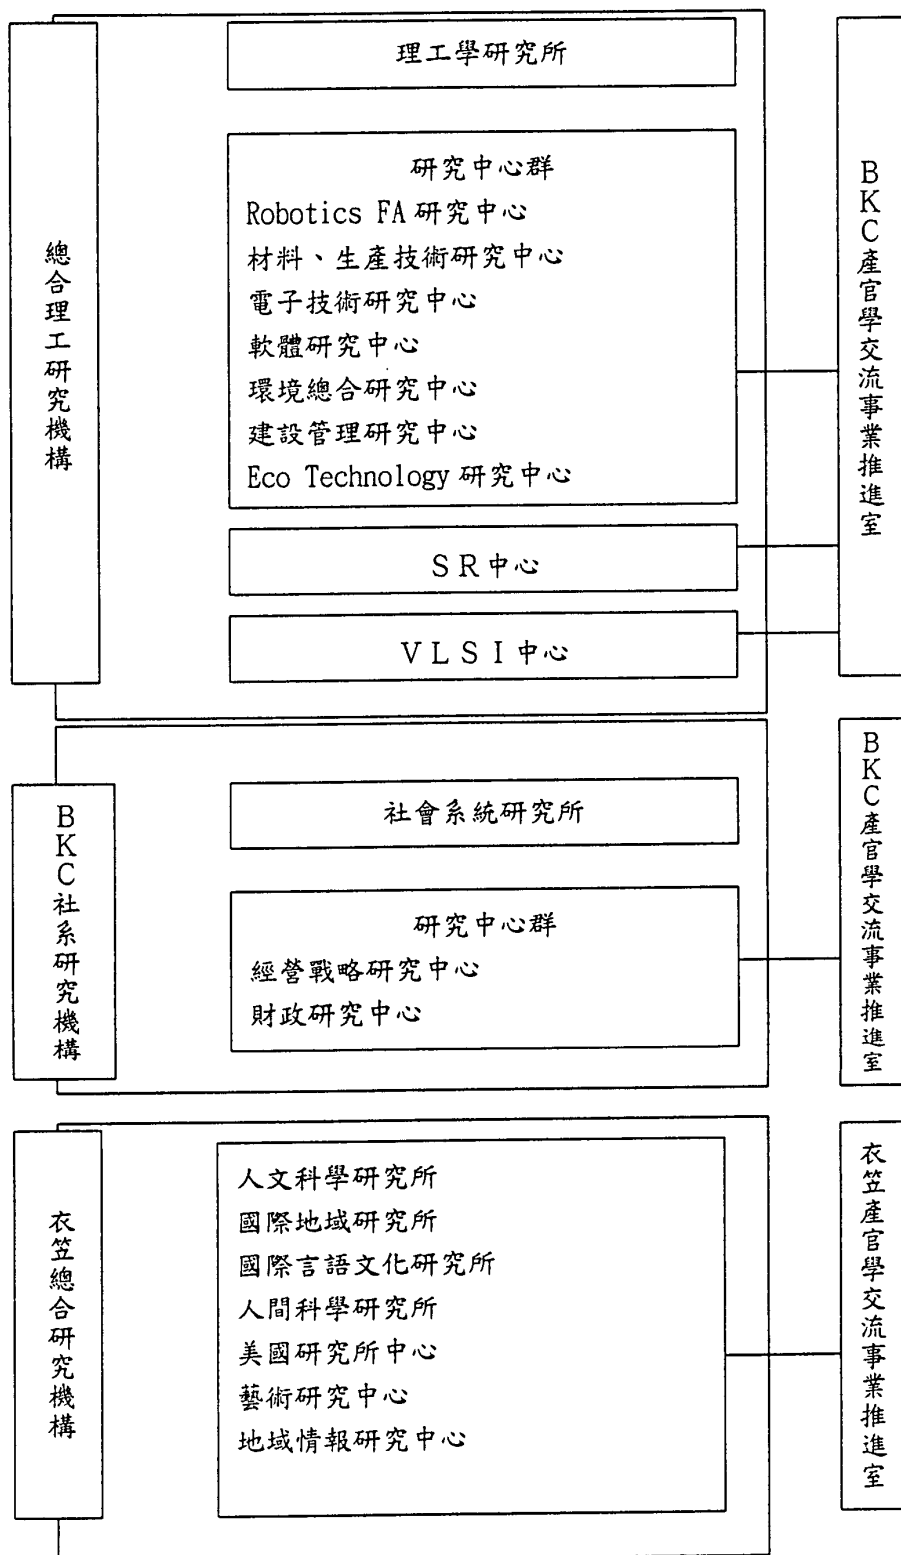 總合理工研究機構
理工學研究所
研究中心群
Robotics FA 研究中心
材料、生產技術研究中心
電子技術研究中心
軟體研究中心
環境總合研究中心
建設管理研究中心
Eco Technology 研究中心
SR中心
VLSI中心
BKC產官學交流事業推進室
BKC社系研究機構
社會系統研究所
研究中心群
經營戰略研究中心
財政研究中心
BKC產官學交流事業推進室
衣笠總合研究機構
人文科學研究所
國際地域研究所
國際言語文化研究所
人間科學研究所
美國研究所中心
藝術研究中心
地域情報研究中心
衣笠產官學交流事業推進室